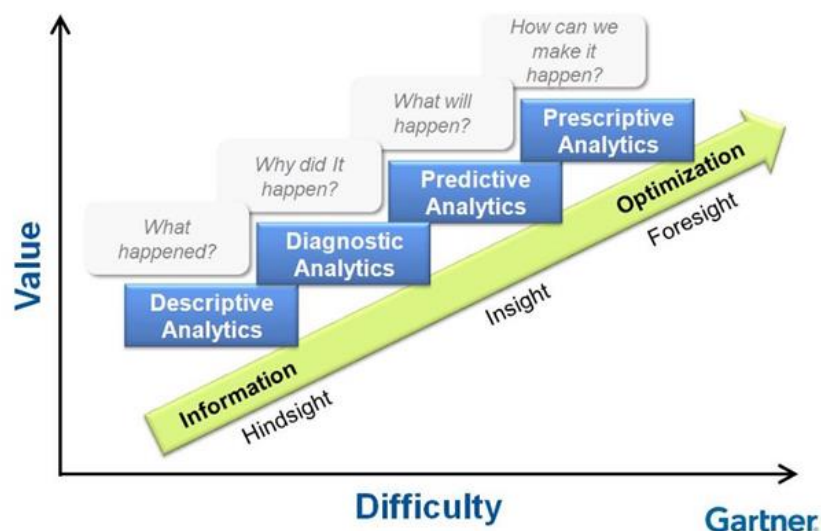 How can we
make it
happen?
What will
happen?
Prescriptive
Analytics
Why did It
happen?
Predictive
Analytics
Optimization
What
happened?
Diagnostic
Analytics
Foresight
Insight
Descriptive
Analytics
Information
Hindsight
Value
Difficulty
Gartner